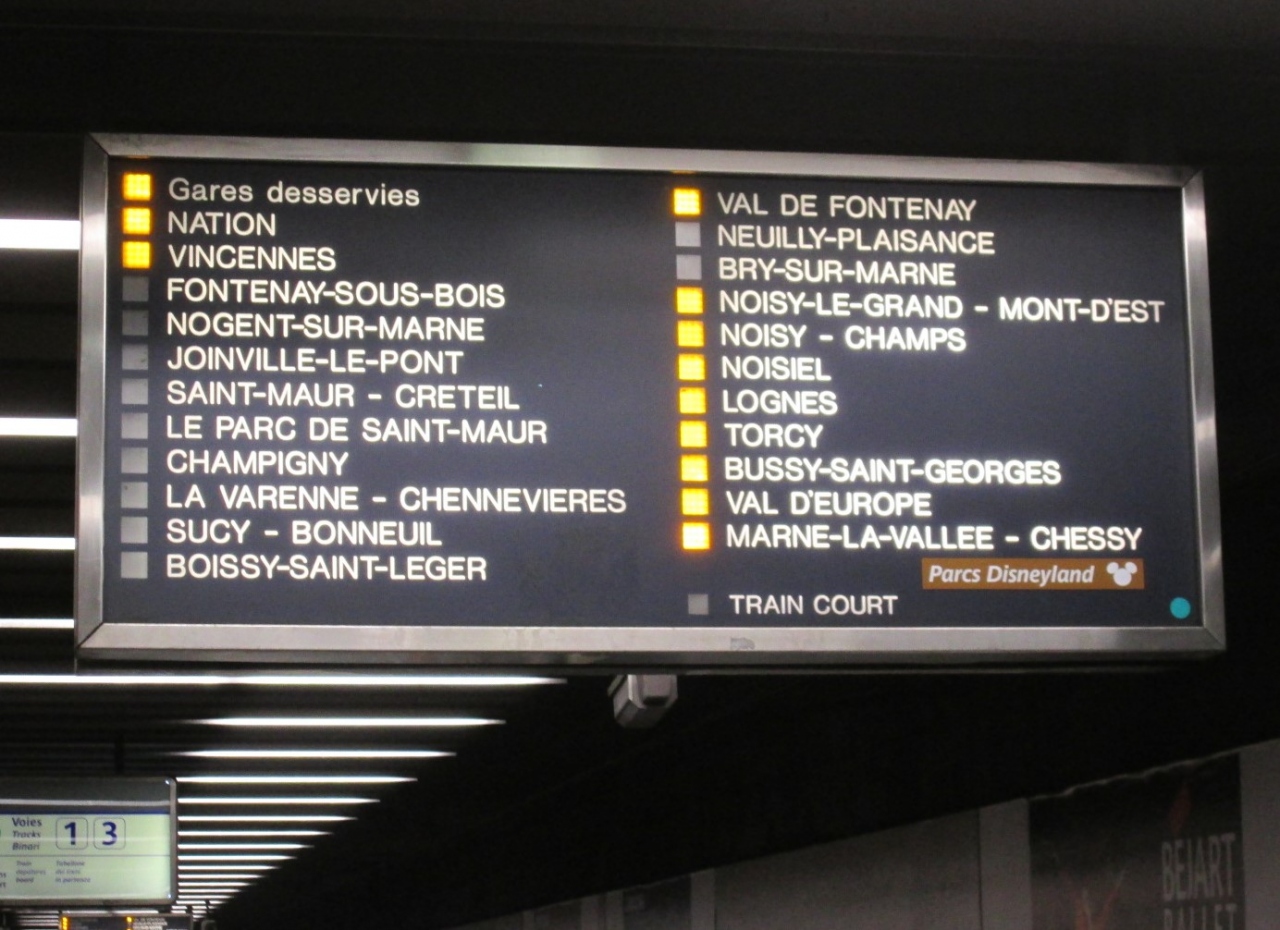 Gares desservies
NATION
VINCENNES
FONTENAY-SOUS-BOIS
NOGENT-SUR-MARNE
JOINVILLE-LE-PONT
SAINT-MAUR - CRETEIL
LE PARC DE SAINT-MAUR
CHAMPIGNY
LA VARENNE - CHENNEVIERES
SUCY - BONNEUIL
BOISSY-SAINT-LEGER
VAL DE FONTENAY
NEUILLY-PLAISANCE
BRY-SUR-MARNE
NOISY-LE-GRAND - MONT-D'EST
NOISY - CHAMPS
NOISIEL
LOGNES
TORCY
BUSSY-SAINT-GEORGES
VAL D'EUROPE
MARNE-LA-VALLEE - CHESSY
Parcs Disneyland
TRAIN COURT
Voies
Tracks
Binari
1 3
BEJART
BALLET